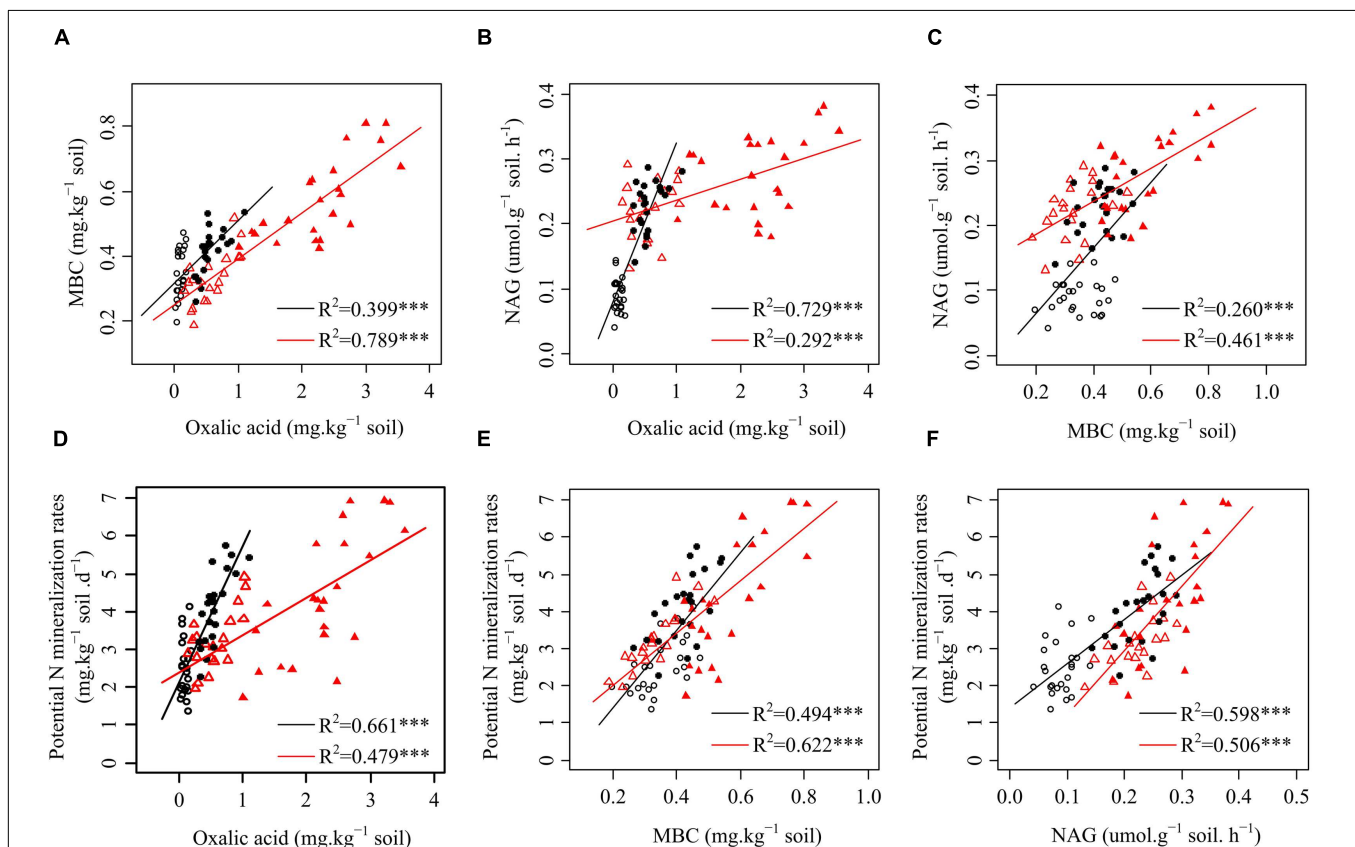 A
MBC (mg.kg⁻¹ soil)
0.2 0.4 0.6 0.8
R²=0.399***
R²=0.789***
0 1 2 3 4
Oxalic acid (mg.kg⁻¹ soil)
B
NAG (umol.g⁻¹ soil. h⁻¹)
0.0 0.1 0.2 0.3 0.4
R²=0.729***
R²=0.292***
0 1 2 3 4
Oxalic acid (mg.kg⁻¹ soil)
C
NAG (umol.g⁻¹ soil. h⁻¹)
0.0 0.1 0.2 0.3 0.4
R²=0.260***
R²=0.461***
0.2 0.4 0.6 0.8 1.0
MBC (mg.kg⁻¹ soil)
D
Potential N mineralization rates
(mg.kg⁻¹ soil .d⁻¹)
0 1 2 3 4 5 6 7
R²=0.661***
R²=0.479***
0 1 2 3 4
Oxalic acid (mg.kg⁻¹ soil)
E
Potential N mineralization rates
(mg.kg⁻¹ soil .d⁻¹)
0 1 2 3 4 5 6 7
R²=0.494***
R²=0.622***
0.2 0.4 0.6 0.8 1.0
MBC (mg.kg⁻¹ soil)
F
Potential N mineralization rates
(mg.kg⁻¹ soil .d⁻¹)
0 1 2 3 4 5 6 7
R²=0.598***
R²=0.506***
0.0 0.1 0.2 0.3 0.4 0.5
NAG (umol.g⁻¹ soil. h⁻¹)